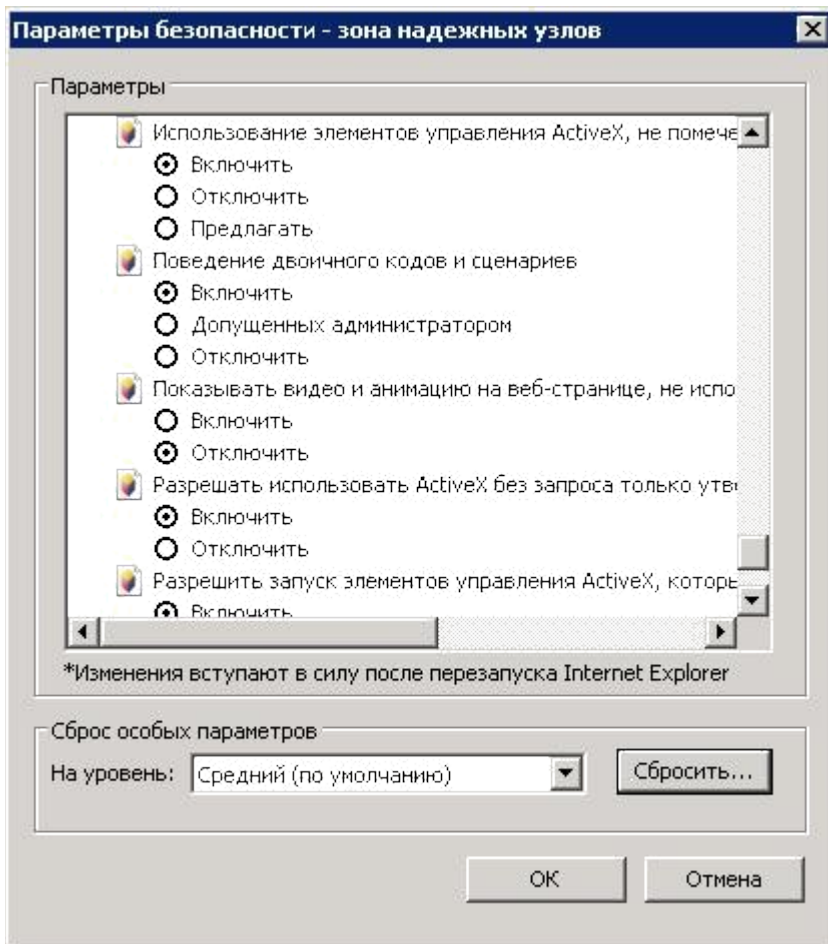 Параметры безопасности - зона надежных узлов
Параметры
Использование элементов управления ActiveX, не помече
Включить
Отключить
Предлагать
Поведение двоичного кодов и сценариев
Включить
Допущенных администратором
Отключить
Показывать видео и анимацию на веб-странице, не испо
Включить
Отключить
Разрешать использовать ActiveX без запроса только утве
Включить
Отключить
Разрешить запуск элементов управления ActiveX, которы
Включить
*Изменения вступают в силу после перезапуска Internet Explorer
Сброс особых параметров
На уровень: Средний (по умолчанию) Сбросить...
ОК Отмена